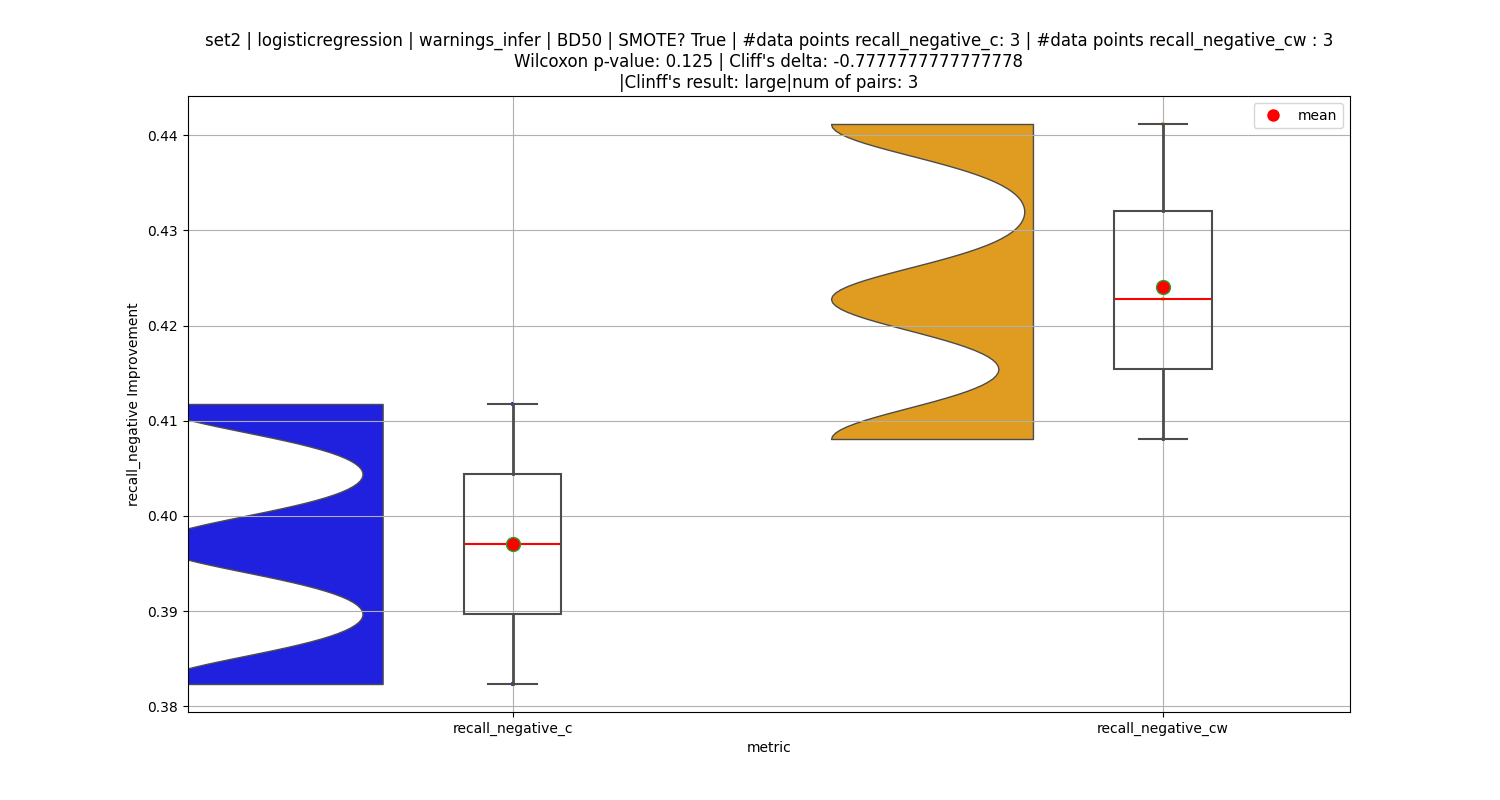 set2 | logisticregression | warnings_infer | BD50 | SMOTE? True | #data points recall_negative_c: 3 | #data points recall_negative_cw : 3
Wilcoxon p-value: 0.125 | Cliff's delta: -0.7777777777777778
|Clinff's result: large|num of pairs: 3
mean
0.44
0.43
0.42
0.41
0.40
0.39
0.38
recall_negative Improvement
recall_negative_c
recall_negative_cw
metric